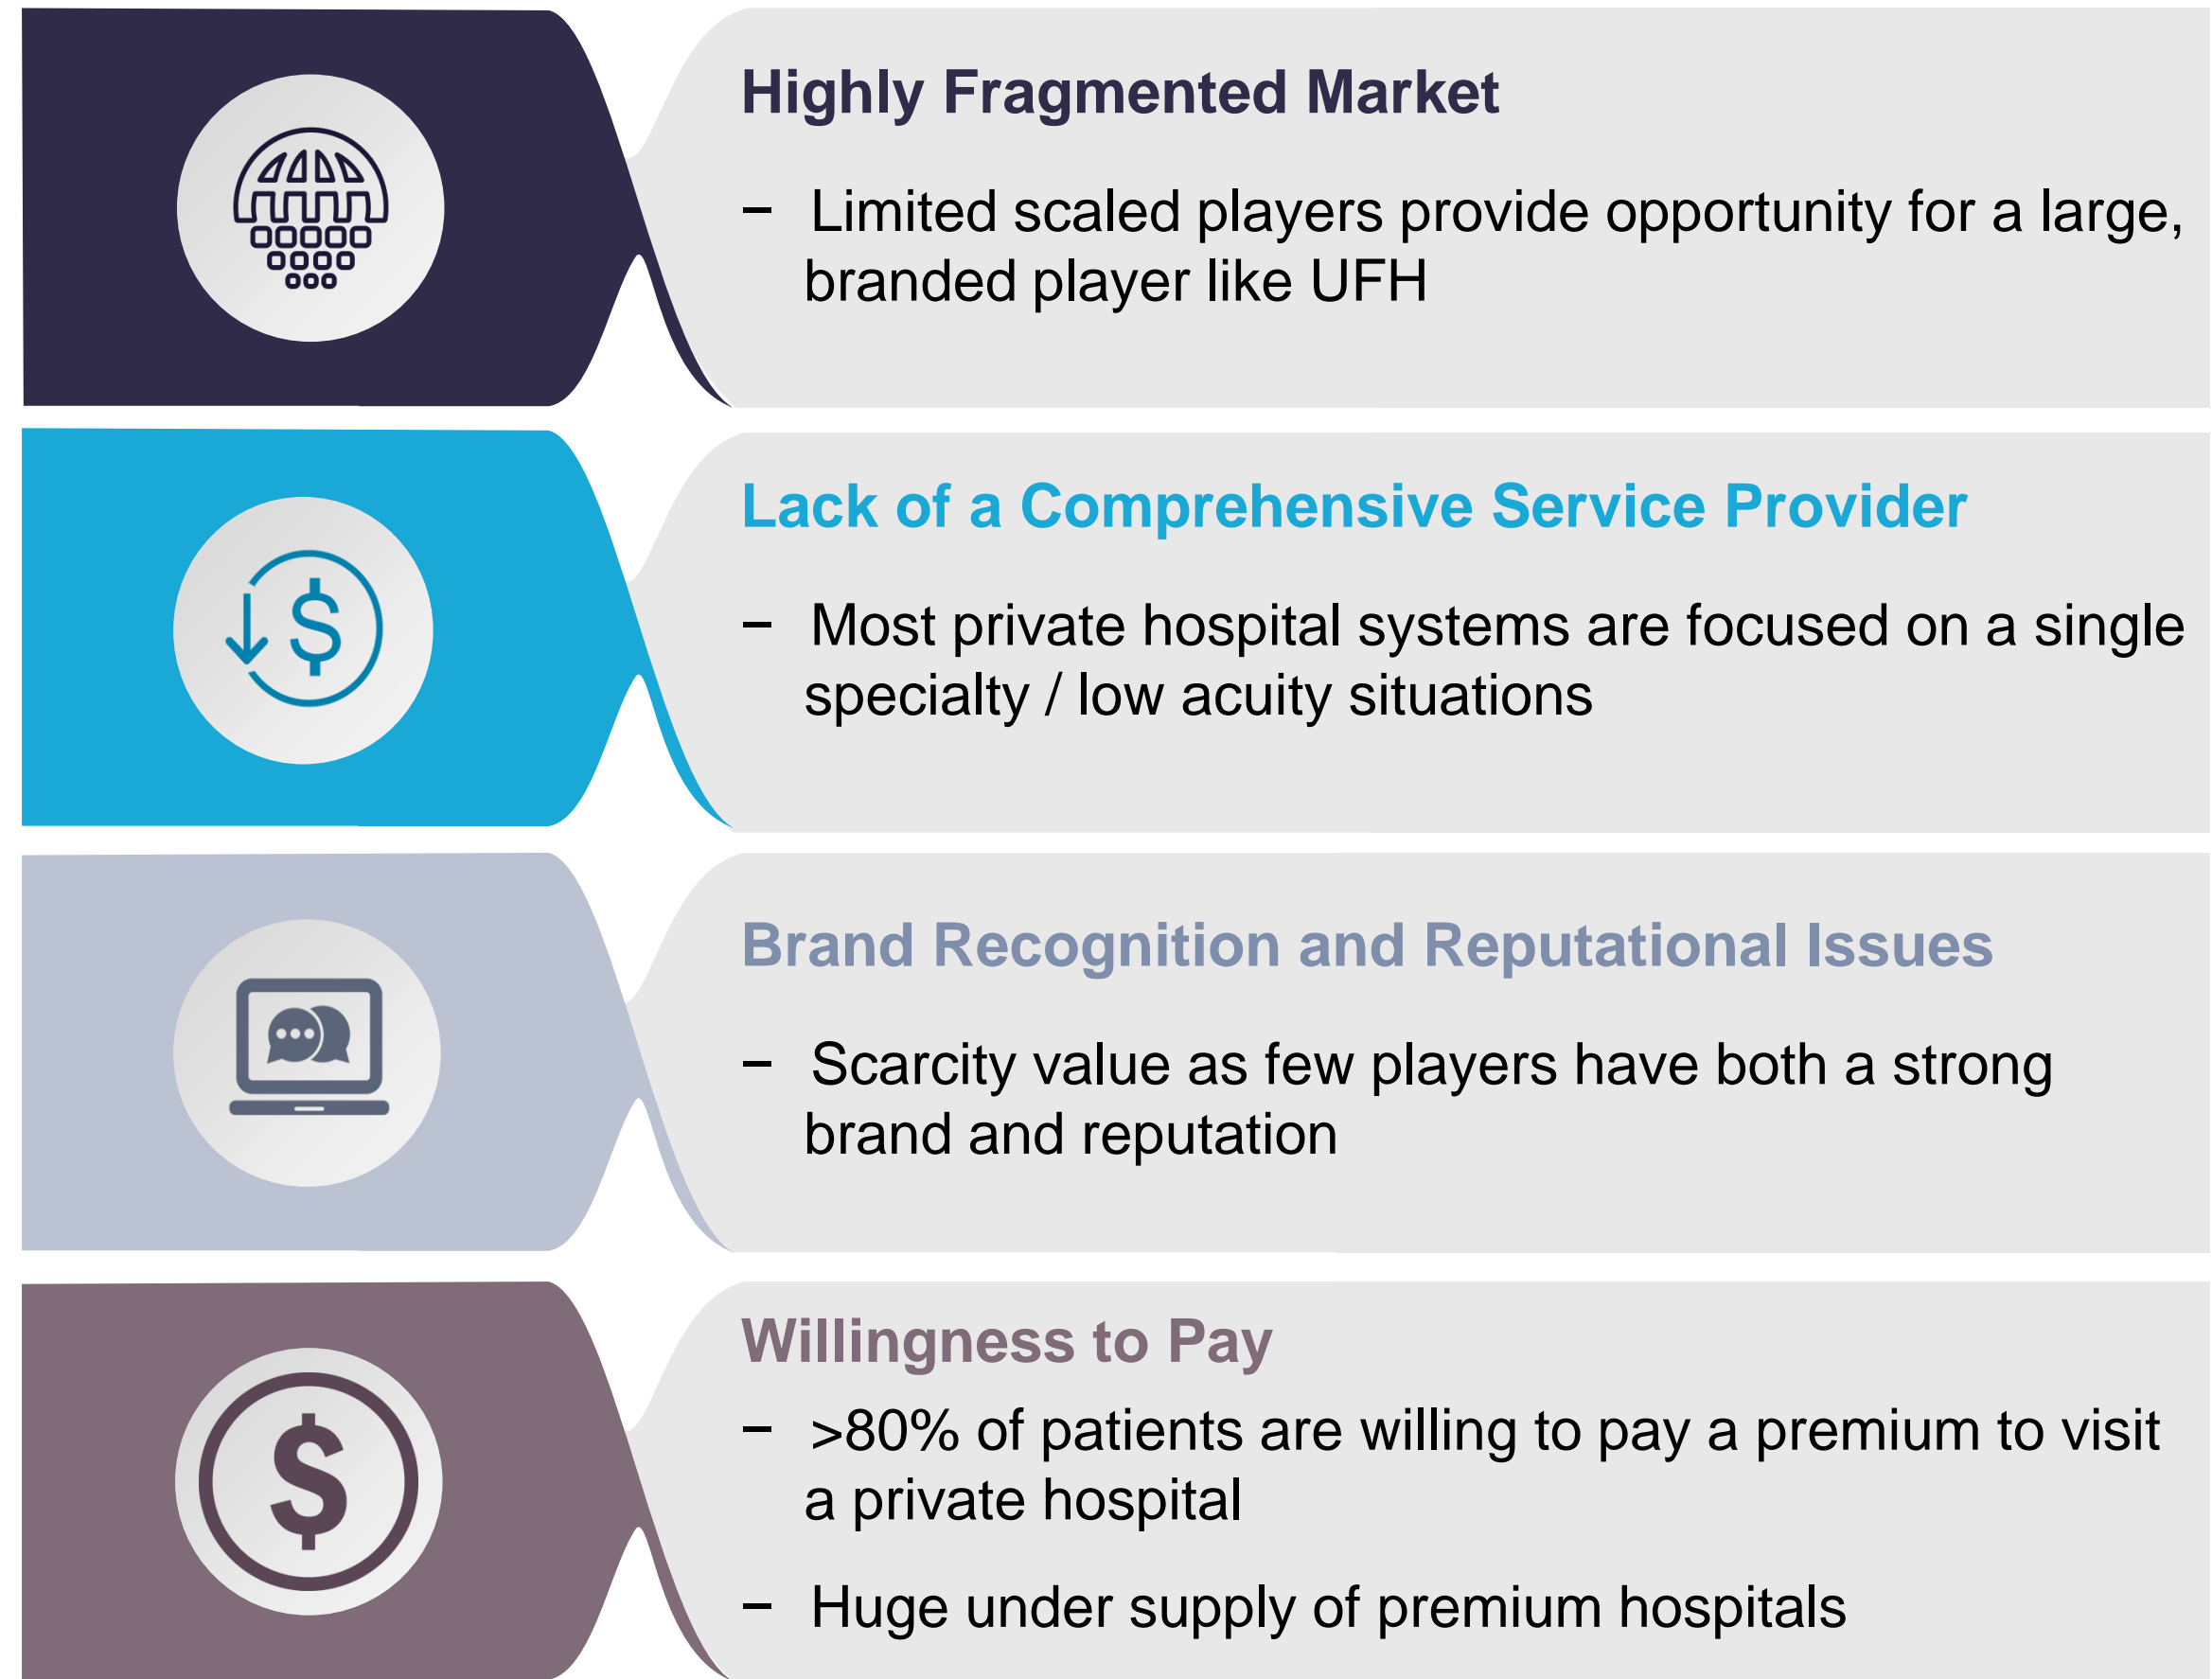 Highly Fragmented Market
− Limited scaled players provide opportunity for a large,
branded player like UFH
Lack of a Comprehensive Service Provider
− Most private hospital systems are focused on a single
specialty / low acuity situations
Brand Recognition and Reputational Issues
− Scarcity value as few players have both a strong
brand and reputation
Willingness to Pay
− >80% of patients are willing to pay a premium to visit
a private hospital
− Huge under supply of premium hospitals
$
$